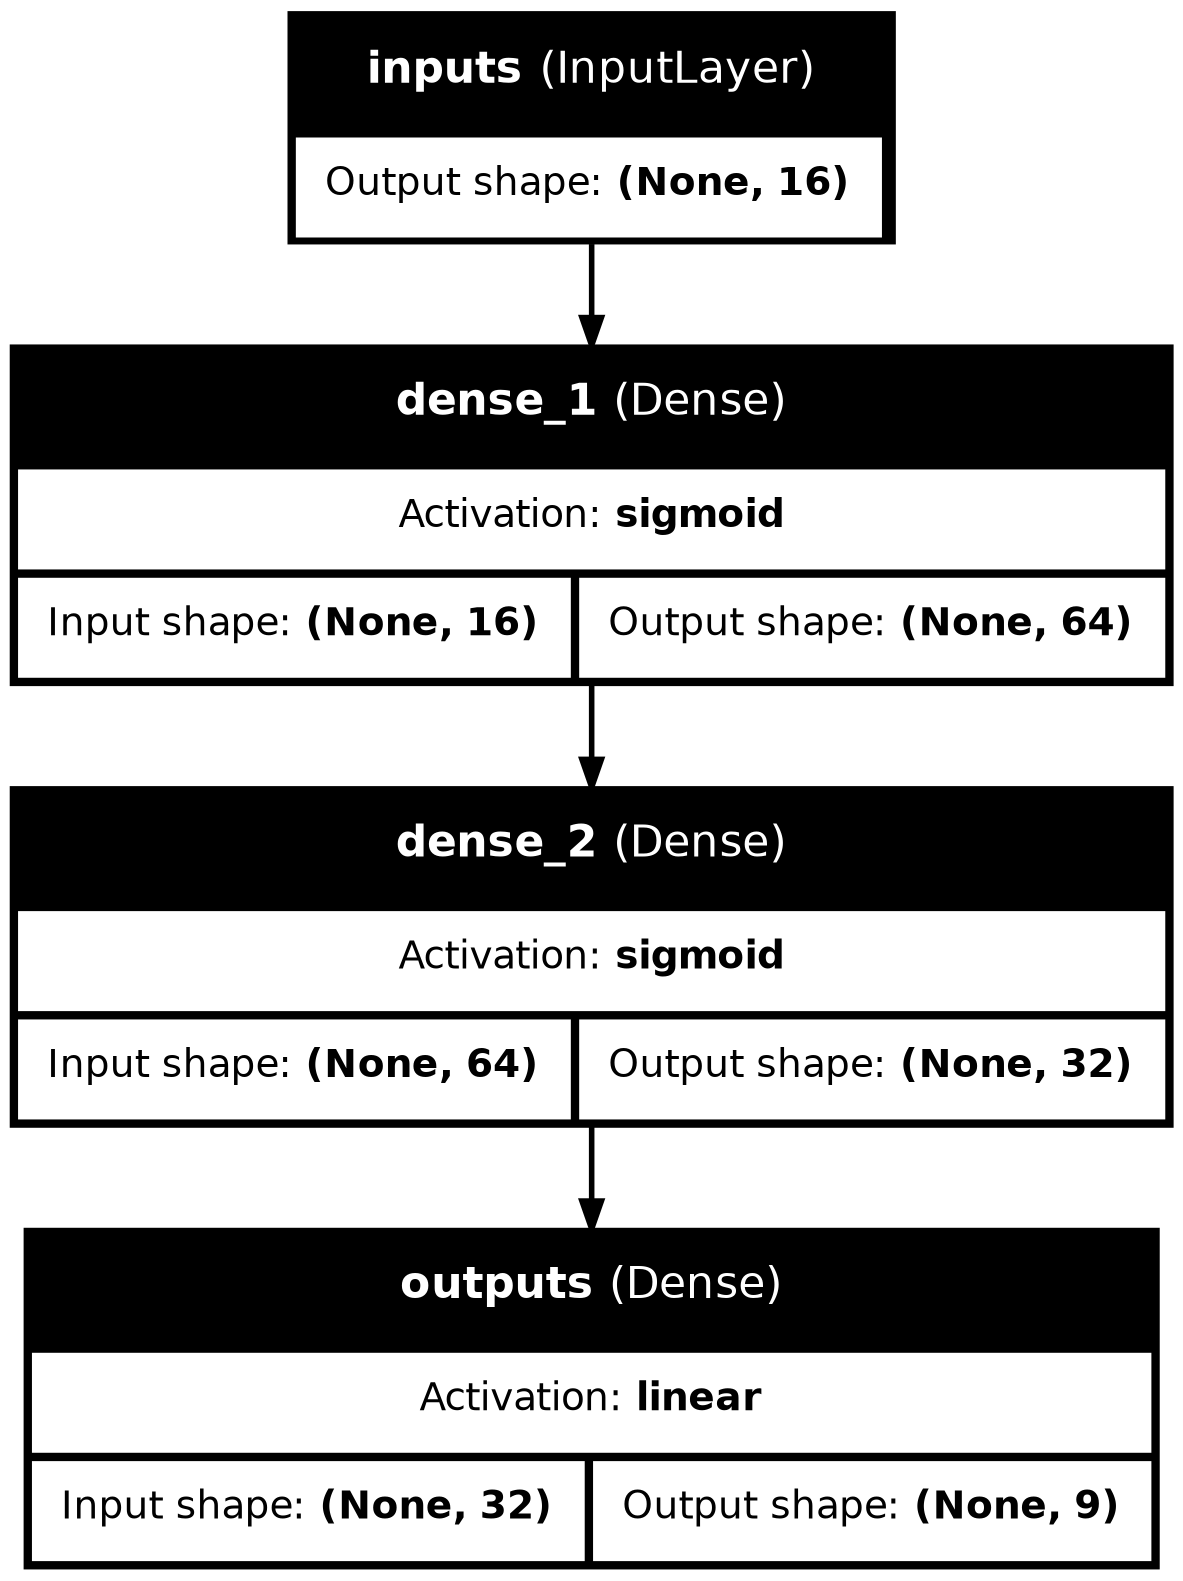 inputs (InputLayer)
Output shape: (None, 16)
dense_1 (Dense)
Activation: sigmoid
Input shape: (None, 16) Output shape: (None, 64)
dense_2 (Dense)
Activation: sigmoid
Input shape: (None, 64) Output shape: (None, 32)
outputs (Dense)
Activation: linear
Input shape: (None, 32) Output shape: (None, 9)